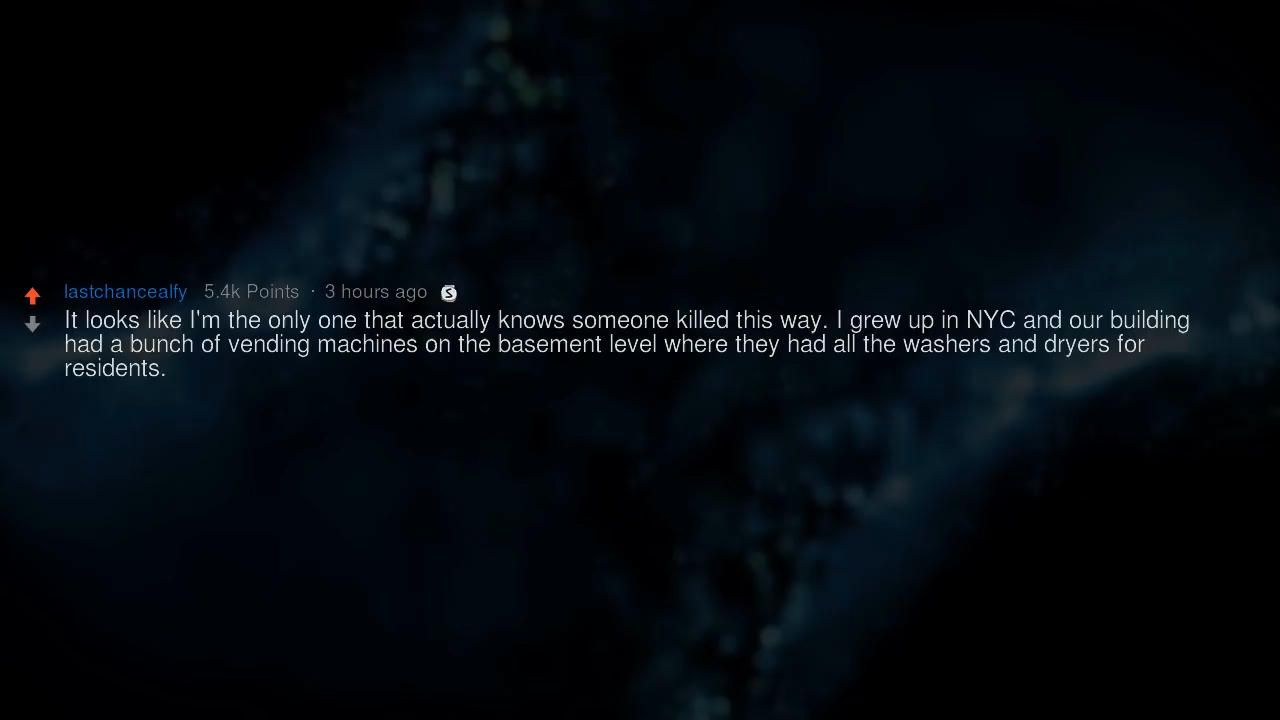 lastchancealfy 5.4k Points · 3 hours ago
It looks like I'm the only one that actually knows someone killed this way. I grew up in NYC and our building
had a bunch of vending machines on the basement level where they had all the washers and dryers for
residents.